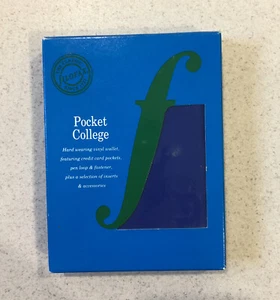 Pocket
College
Hard wearing vinyl wallet,
featuring credit card pockets,
pen loop & fastener,
plus a selection of inserts
& accessories
f